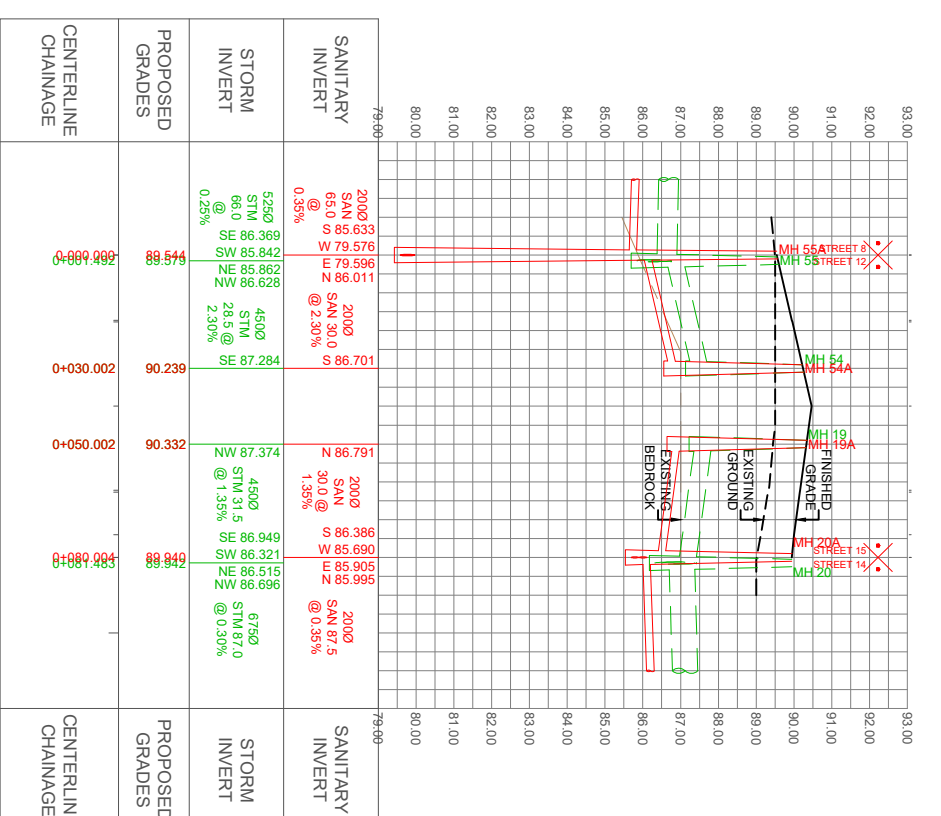 93.00
92.00
91.00
90.00
89.00
88.00
87.00
86.00
85.00
84.00
83.00
82.00
81.00
80.00
79.00
STREET 8
STREET 12
MH 55A
MH 55
MH 54
MH 54A
MH 19
MH 19A
FINISHED
GRADE
EXISTING
GROUND
EXISTING
BEDROCK
MH 20A
MH 20
STREET 15
STREET 14
93.00
92.00
91.00
90.00
89.00
88.00
87.00
86.00
85.00
84.00
83.00
82.00
81.00
80.00
79.00
SANITARY
INVERT
200Ø
SAN
65.0
@
0.35%
S 85.633
W 79.576
E 79.596
N 86.011
200Ø
SAN 30.0
@ 2.30%
S 86.701
N 86.791
200Ø
SAN
30.0 @
1.35%
S 86.386
W 85.690
E 85.905
N 85.995
200Ø
SAN 87.5
@ 0.35%
SANITARY
INVERT
STORM
INVERT
525Ø
STM
66.0
@
0.25%
SE 86.369
SW 85.842
NE 85.862
NW 86.628
450Ø
STM
28.5 @
2.30%
SE 87.284
NW 87.374
450Ø
STM 31.5
@ 1.35%
SE 86.949
SW 86.321
NE 86.515
NW 86.696
675Ø
STM 87.0
@ 0.30%
STORM
INVERT
PROPOSED
GRADES
89.544
89.579
90.239
90.332
89.940
89.942
PROPOSED
GRADES
CENTERLINE
CHAINAGE
0+000.000
0+001.492
0+030.002
0+050.002
0+080.004
0+081.483
CENTERLIN
CHAINAGE